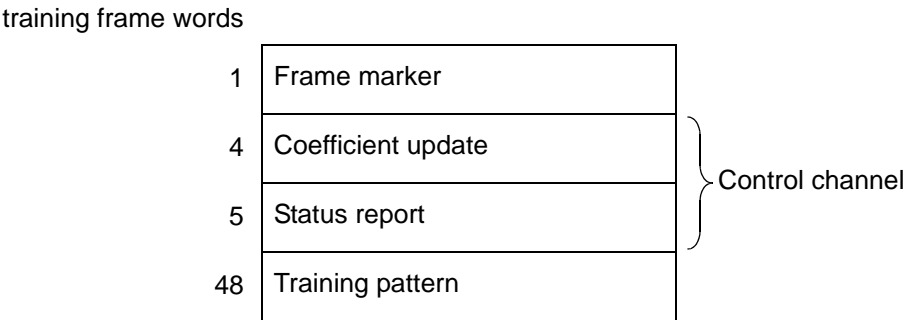 training frame words
1 Frame marker
4 Coefficient update
Control channel
5 Status report
48 Training pattern